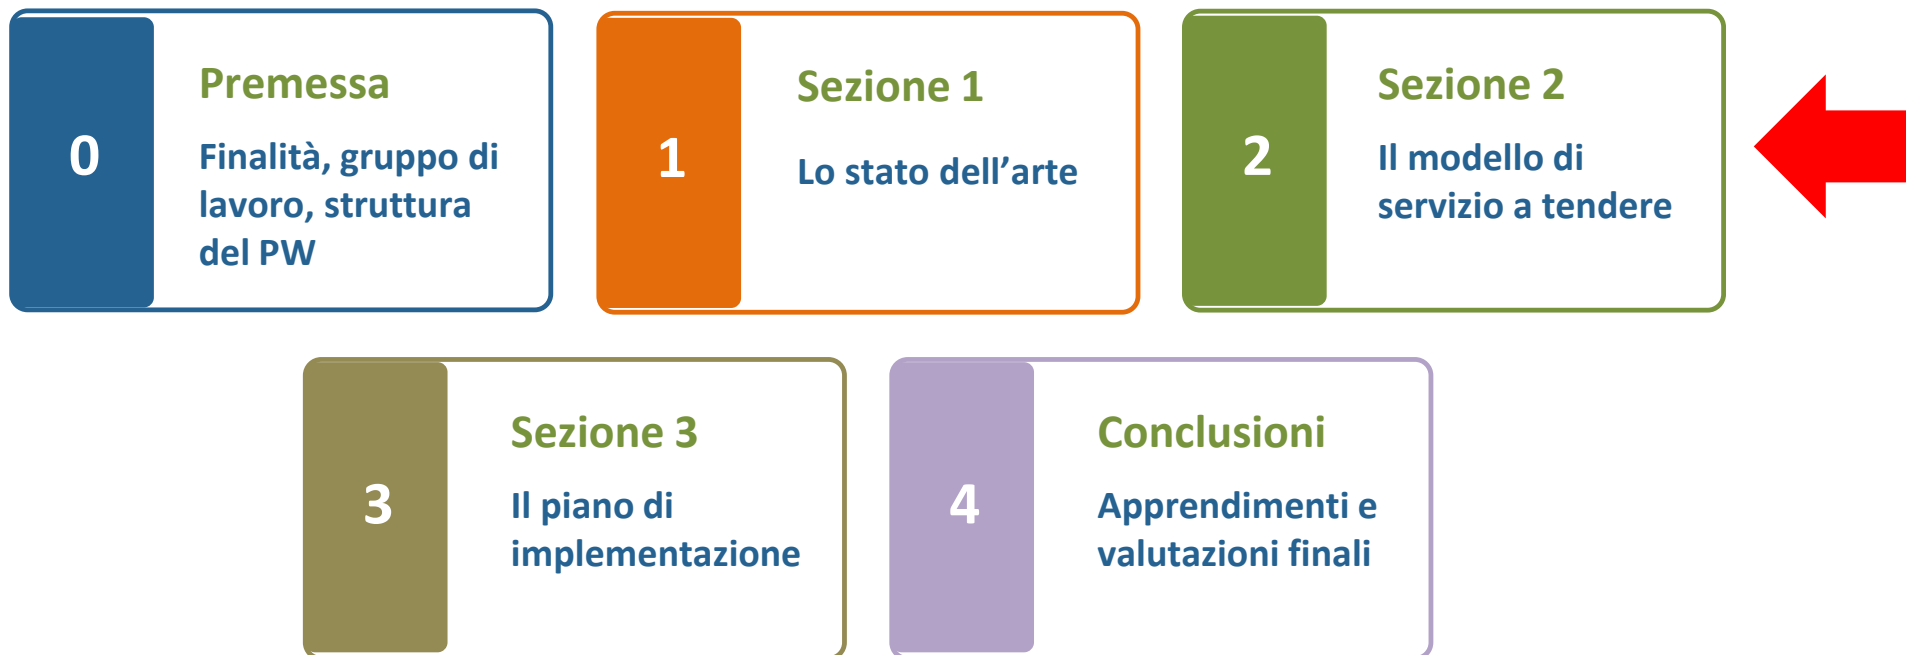 0
Premessa
Finalità, gruppo di
lavoro, struttura
del PW
1
Sezione 1
Lo stato dell’arte
2
Sezione 2
Il modello di
servizio a tendere
3
Sezione 3
Il piano di
implementazione
4
Conclusioni
Apprendimenti e
valutazioni finali